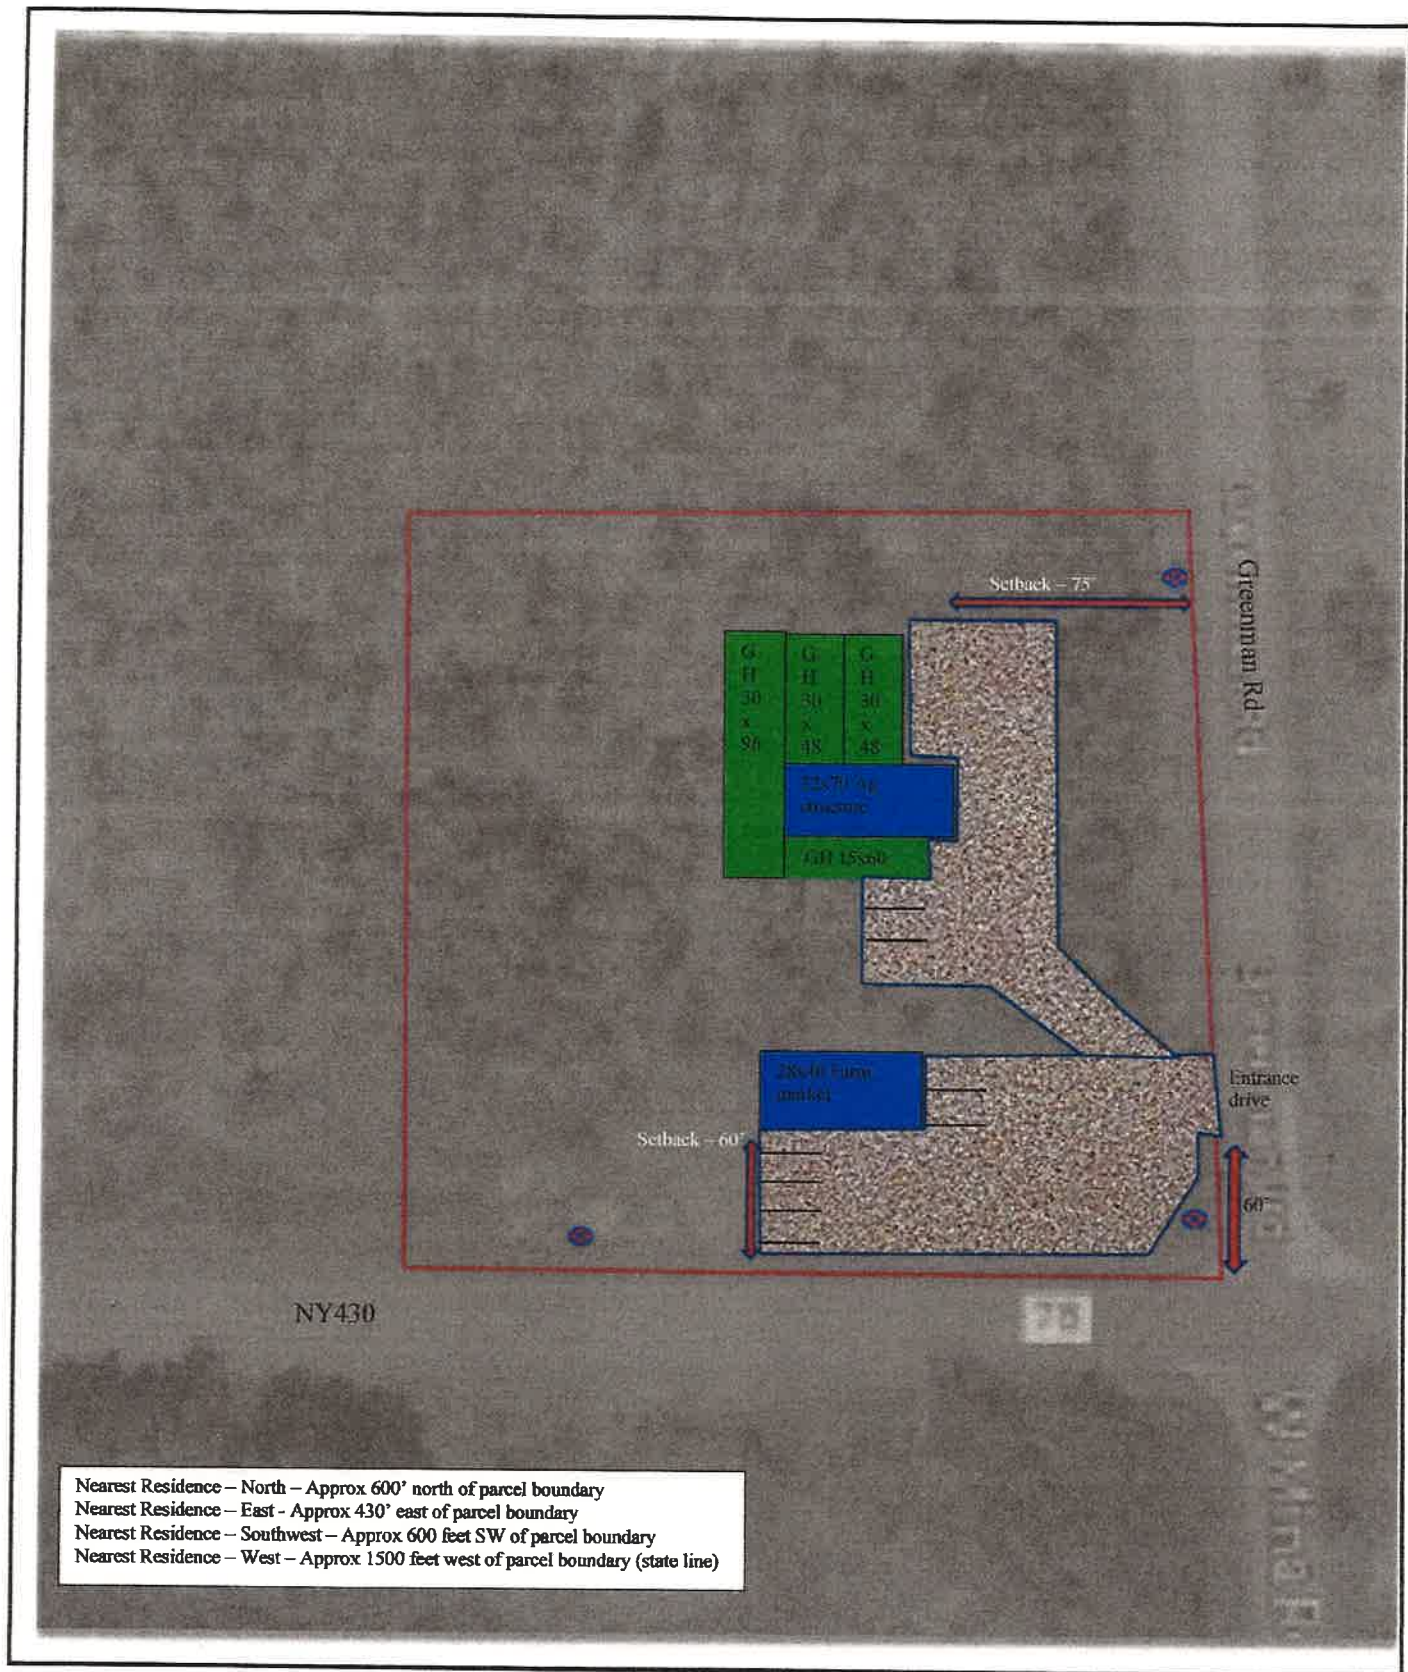 Setback – 75'
Greenman Rd
G
H
30
x
96
G
H
30
x
48
G
H
30
x
48
structure
GH 15x60
Farm
market
Entrance
drive
Setback – 60'
60'
NY430
Nearest Residence – North – Approx 600' north of parcel boundary
Nearest Residence – East - Approx 430' east of parcel boundary
Nearest Residence – Southwest – Approx 600 feet SW of parcel boundary
Nearest Residence – West – Approx 1500 feet west of parcel boundary (state line)